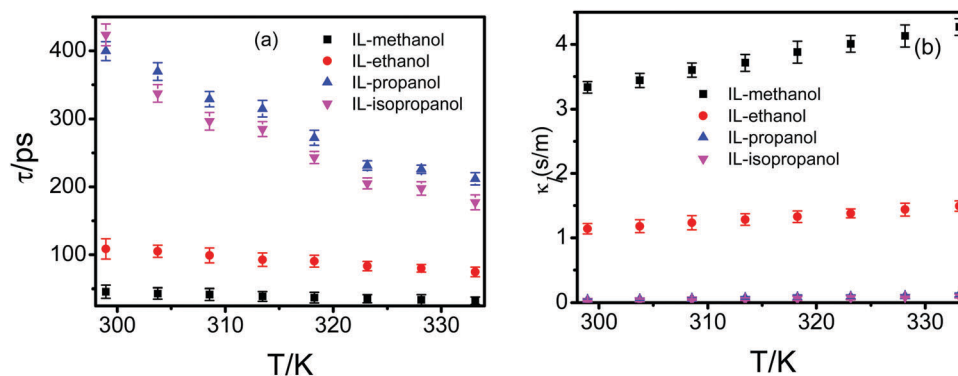 (a)
IL-methanol
IL-ethanol
IL-propanol
IL-isopropanol
400
300
200
100
τ/ps
300
310
320
330
T/K
(b)
IL-methanol
IL-ethanol
IL-propanol
IL-isopropanol
4
3
2
1
0
κl(s/m)
300
310
320
330
T/K